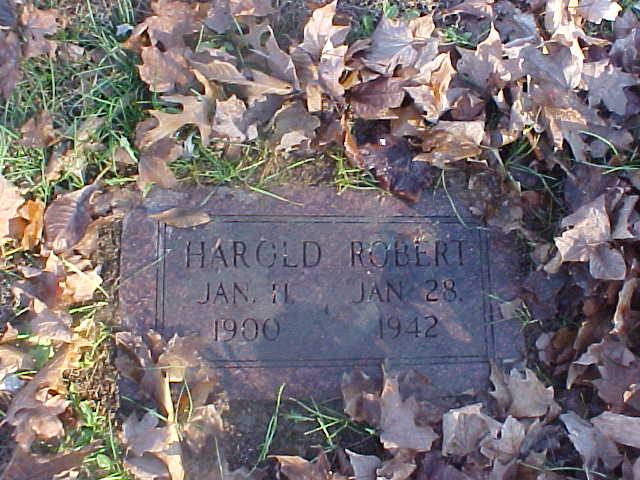 HAROLD ROBERT
JAN. 11. JAN 28.
1900 1942